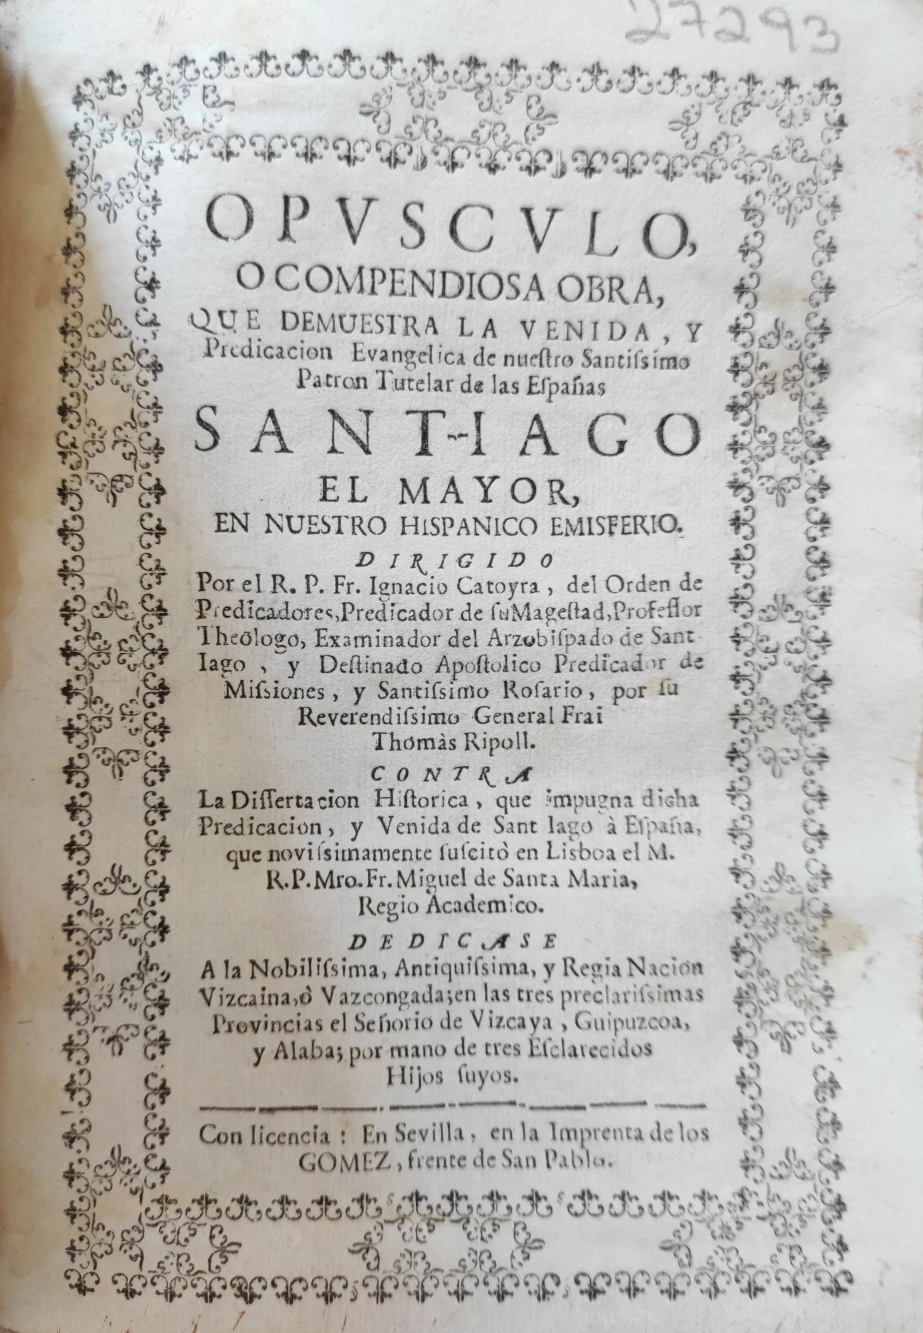 27293
OPVSCVLO,
O COMPENDIOSA OBRA,
QUE DEMUESTRA LA VENIDA, Y
Predicacion Evangelica de nueſtro Santiſsimo
Patron Tutelar de las Eſpañas
SANT-IAGO
EL MAYOR,
EN NUESTRO HISPANICO EMISFERIO.
DIRIGIDO
Por el R. P. Fr. Ignacio Catoyra, del Orden de
Predicadores, Predicador de ſu Mageſtad, Profeſſor
Theologo, Examinador del Arzobiſpado de Sant-
Iago, y Deſtinado Apoſtolico Predicador de
Miſsiones, y Santiſsimo Roſario, por ſu
Reverendiſsimo General Frai
Thomàs Ripoll.
CONTRA
La Diſſertacion Hiſtorica, que impugna dicha
Predicacion, y Venida de Sant Iago à Eſpaña,
que noviſsimamente ſuſcitò en Lisboa el M.
R.P.Mro.Fr.Miguel de Santa Maria,
Regio Academico.
DEDICASE
A la Nobiliſsima, Antiquiſsima, y Regia Nacion
Vizcaina, ò Vazcongada; en las tres preclariſsimas
Provincias el Señorio de Vizcaya, Guipuzcoa,
y Alaba; por mano de tres Eſclarecidos
Hijos ſuyos.
Con licencia: En Sevilla, en la Imprenta de los
GOMEZ, frente de San Pablo.